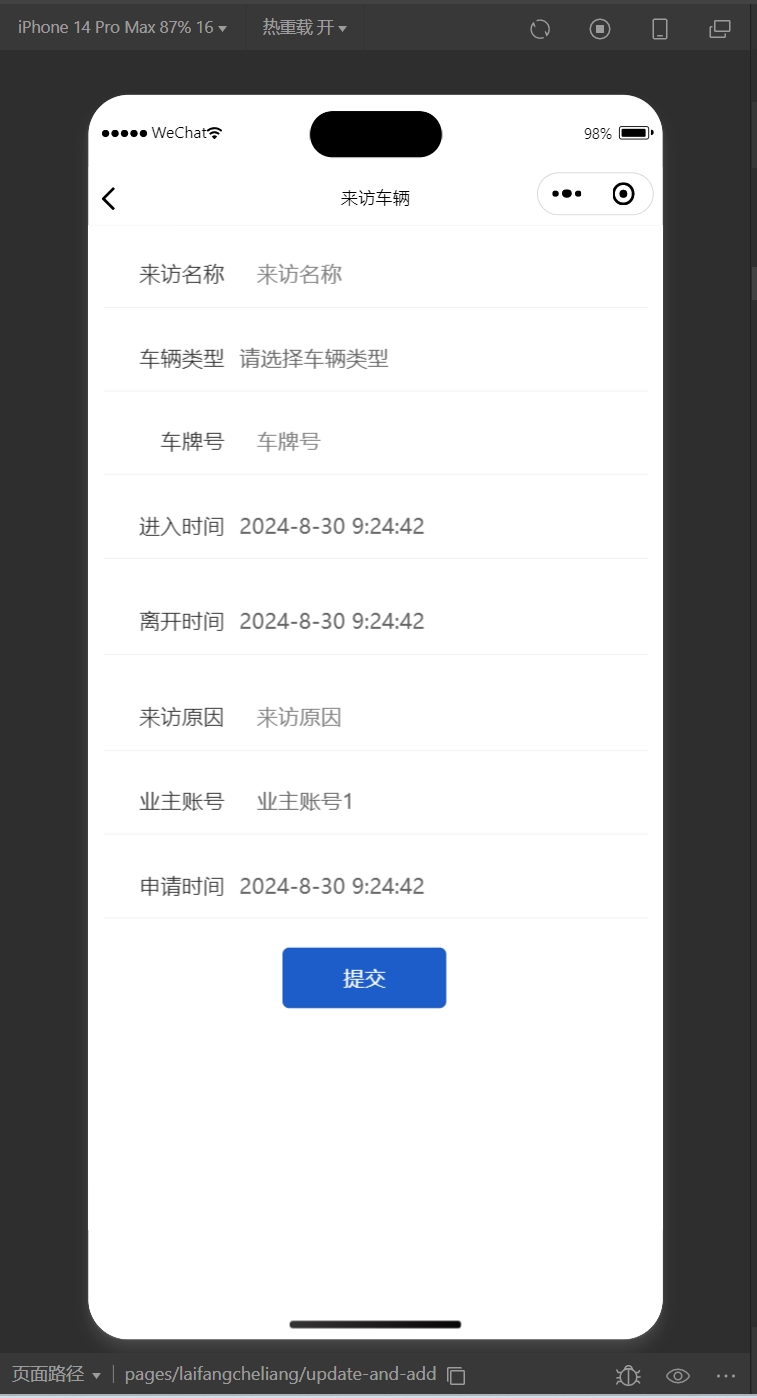 iPhone 14 Pro Max 87% 16 热重载 开
WeChat 98%
来访车辆
来访名称 来访名称
车辆类型 请选择车辆类型
车牌号 车牌号
进入时间 2024-8-30 9:24:42
离开时间 2024-8-30 9:24:42
来访原因 来访原因
业主账号 业主账号1
申请时间 2024-8-30 9:24:42
提交
页面路径 pages/laifangcheliang/update-and-add